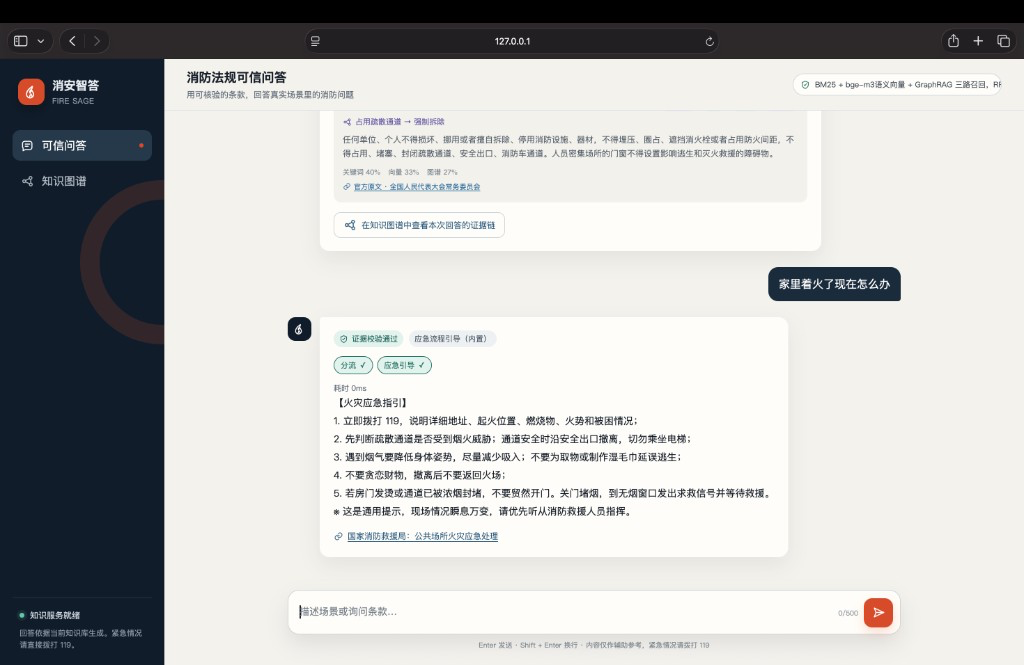 127.0.0.1
消安智答
FIRE SAGE
可信问答
知识图谱
知识服务就绪
回答依据当前知识库生成。紧急情况
请直接拨打 119。
消防法规可信问答
用可核验的条款，回答真实场景里的消防问题
BM25 + bge-m3语义向量 + GraphRAG 三路召回，RF
占用疏散通道 → 强制拆除
任何单位、个人不得损坏、挪用或者擅自拆除、停用消防设施、器材，不得埋压、圈占、遮挡消火栓或者占用防火间距，不
得占用、堵塞、封闭疏散通道、安全出口、消防车通道。人员密集场所的门窗不得设置影响逃生和灭火救援的障碍物。
关键词 40% 向量 33% 图谱 27%
官方原文 · 全国人民代表大会常务委员会
在知识图谱中查看本次回答的证据链
家里着火了现在怎么办
证据校验通过 应急流程引导（内置）
分流 ✓ 应急引导 ✓
耗时 0ms
【火灾应急指引】
1. 立即拨打 119，说明详细地址、起火位置、燃烧物、火势和被困情况；
2. 先判断疏散通道是否受到烟火威胁；通道安全时沿安全出口撤离，切勿乘坐电梯；
3. 遇到烟气要降低身体姿势，尽量减少吸入；不要为取物或制作湿毛巾延误逃生；
4. 不要贪恋财物，撤离后不要返回火场；
5. 若房门发烫或通道已被浓烟封堵，不要贸然开门。关门堵烟，到无烟窗口发出求救信号并等待救援。
※ 这是通用提示，现场情况瞬息万变，请优先听从消防救援人员指挥。
国家消防救援局：公共场所火灾应急处理
描述场景或询问条款...
0/500
Enter 发送 · Shift + Enter 换行 · 内容仅作辅助参考，紧急情况请拨打 119